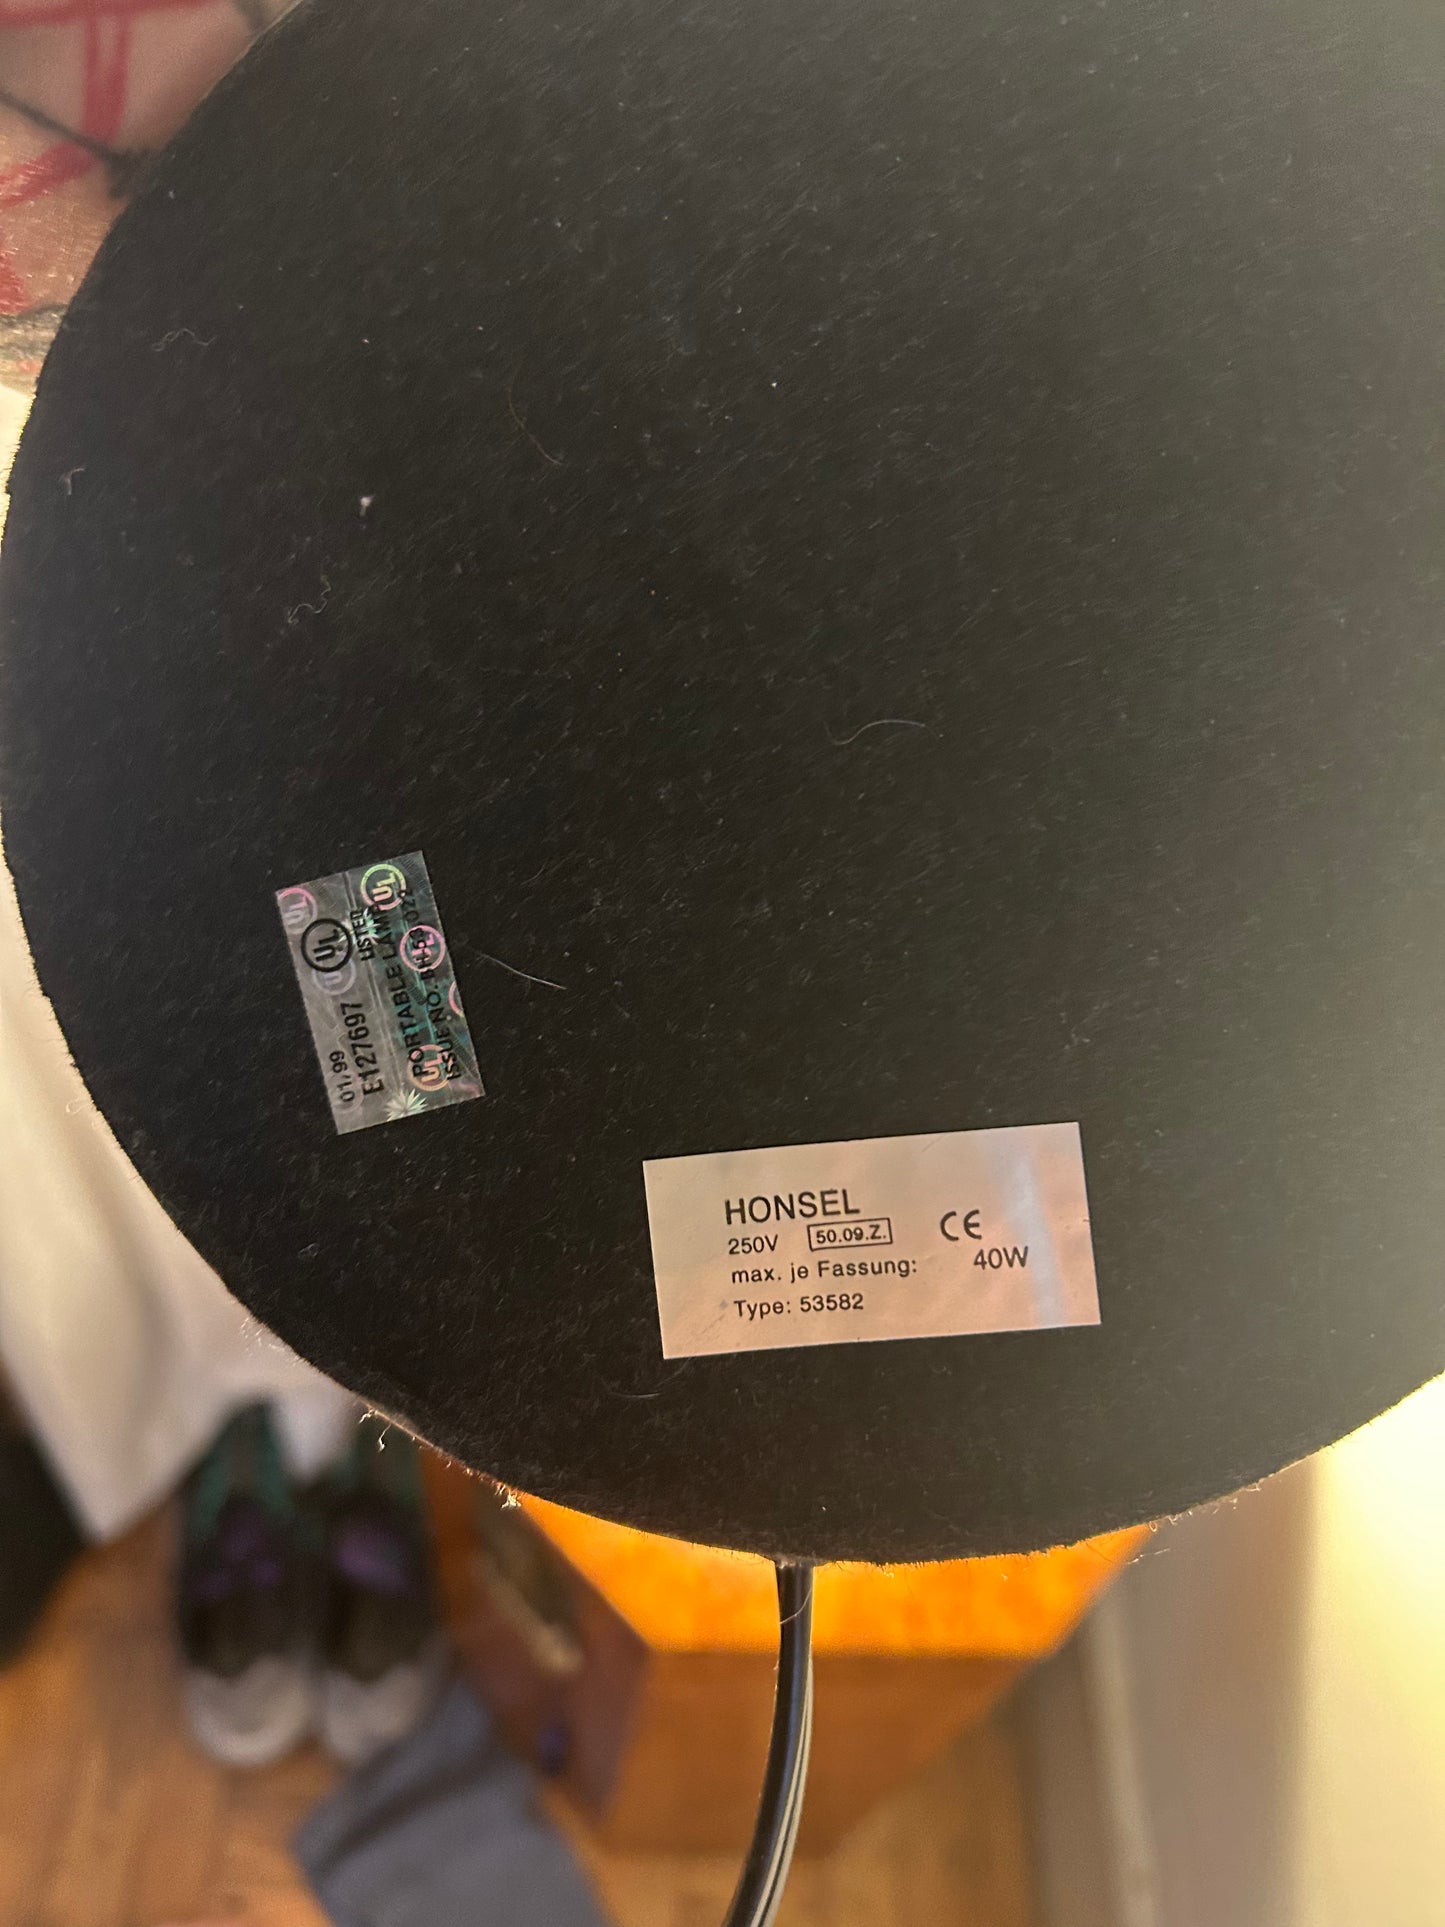 01/99
E127697
LISTED
PORTABLE LAMP
ISSUE NO.
HONSEL
250V 50.09.Z. CE
max. je Fassung: 40W
Type: 53582